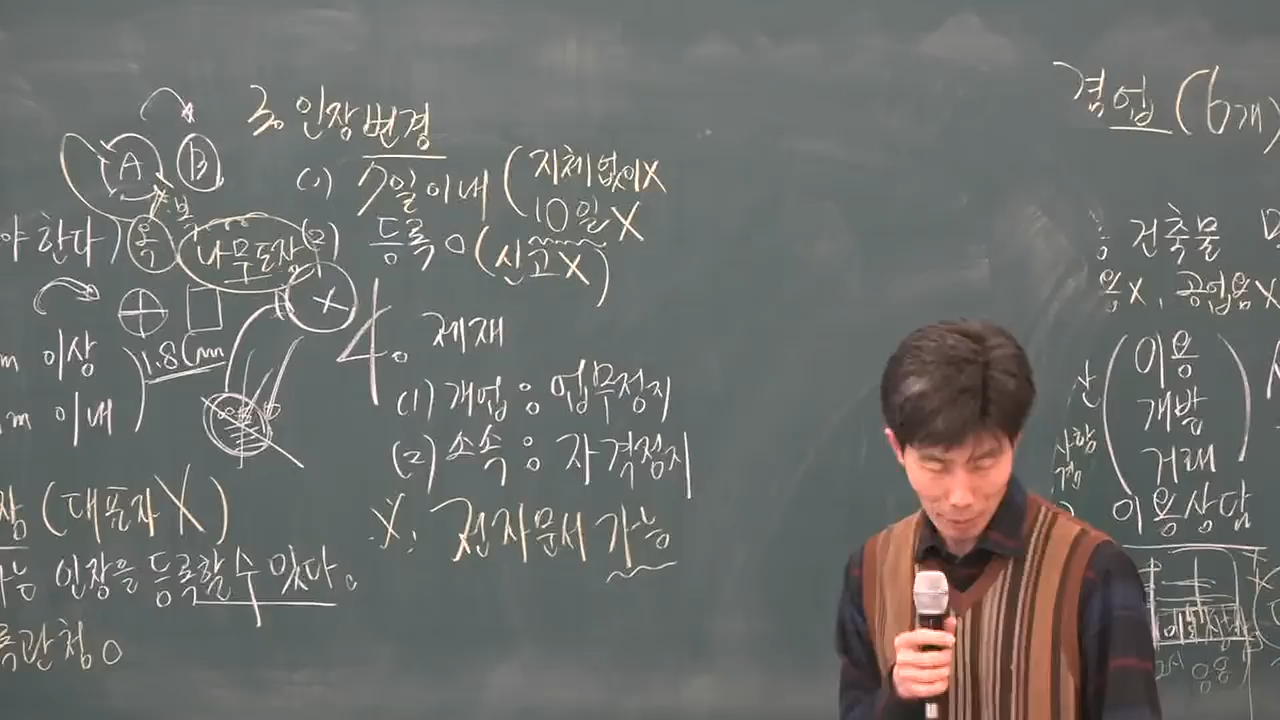 야 한다)
A B
나무도장
m 이상
m 이내
1.8Cm
장 (대표자X)
는 인장을 등록할 수 있다.
록관청 O
3. 인장변경
(1) 7일 이내 (지체없이X
10일X
(2) 등록 O (신고X)
4. 제재
(1) 개업 : 업무정지
(2) 소속 : 자격정지
※. 전자문서 가능
겸업 (6개)
건축물
용X, 공업용X
(이용
개발
거래)
이용상담